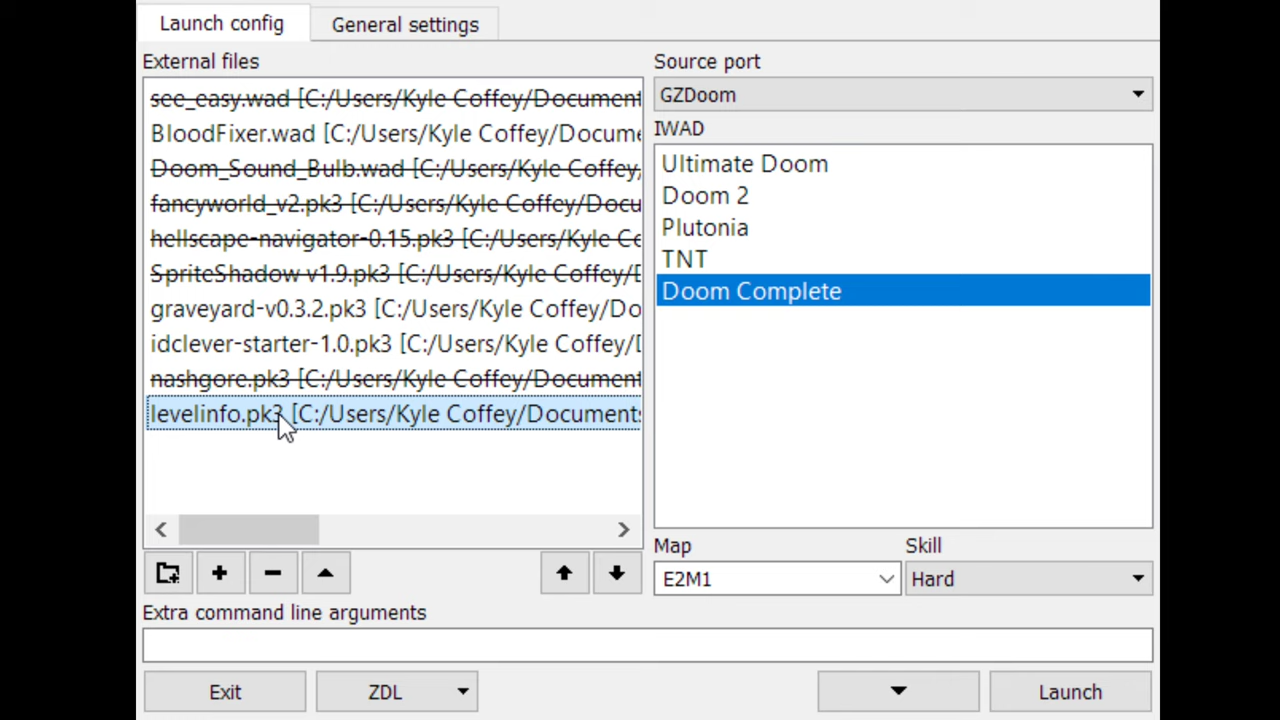 Launch config
General settings
External files
see_easy.wad [C:/Users/Kyle Coffey/Document
BloodFixer.wad [C:/Users/Kyle Coffey/Docume
Doom_Sound_Bulb.wad [C:/Users/Kyle Coffey/
fancyworld_v2.pk3 [C:/Users/Kyle Coffey/Docu
hellscape-navigator-0.15.pk3 [C:/Users/Kyle Co
SpriteShadow v1.9.pk3 [C:/Users/Kyle Coffey/D
graveyard-v0.3.2.pk3 [C:/Users/Kyle Coffey/Do
idclever-starter-1.0.pk3 [C:/Users/Kyle Coffey/D
nashgore.pk3 [C:/Users/Kyle Coffey/Document
levelinfo.pk3 [C:/Users/Kyle Coffey/Documents
Source port
GZDoom
IWAD
Ultimate Doom
Doom 2
Plutonia
TNT
Doom Complete
Map
Skill
E2M1
Hard
Extra command line arguments
Exit
ZDL
Launch